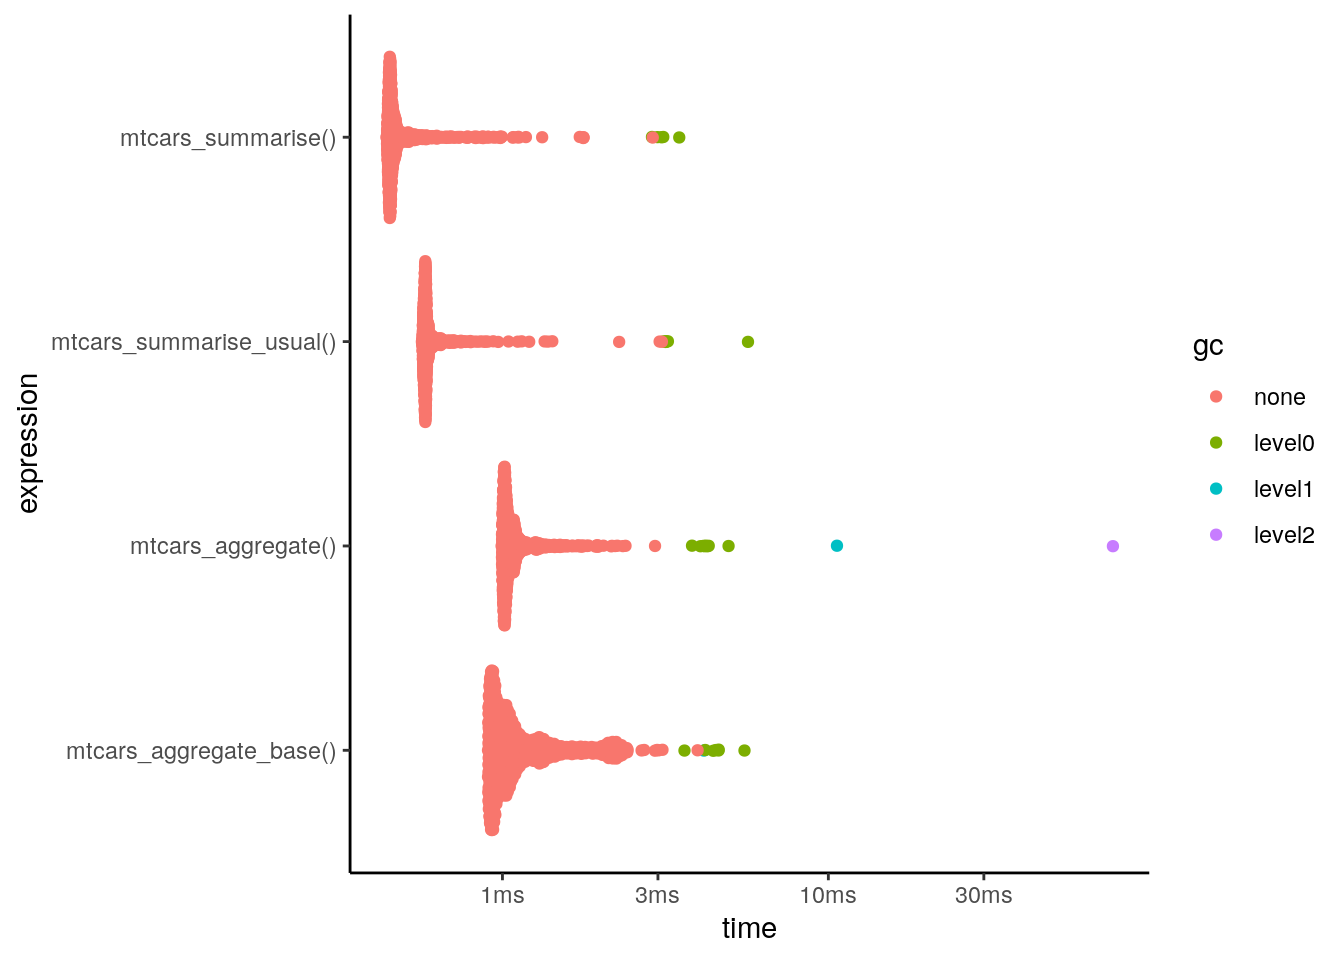 mtcars_summarise()
mtcars_summarise_usual()
mtcars_aggregate()
mtcars_aggregate_base()
expression
1ms
3ms
10ms
30ms
time
gc
none
level0
level1
level2